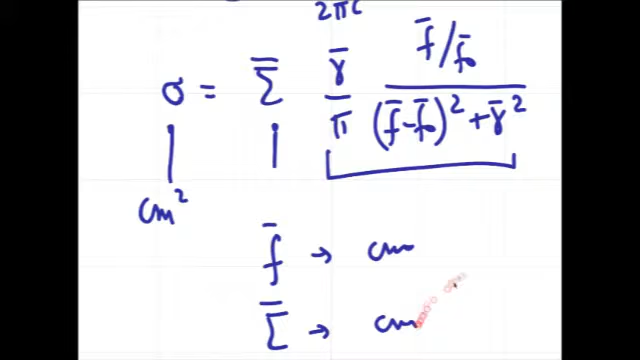 2πc
σ = Σ̅ γ̅/π (f̅/f̅₀)/((f̅-f̅₀)² + γ̅²)
cm²
f̅ → cm
Σ̅ → cm